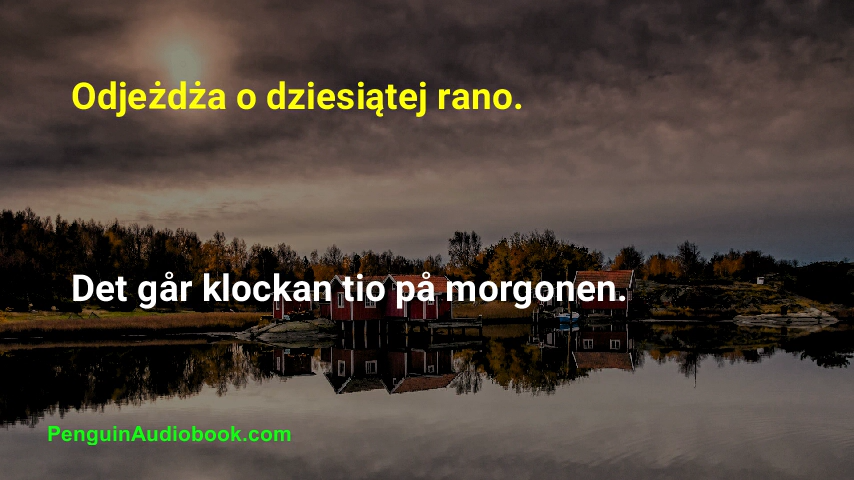 Odjeżdża o dziesiątej rano.
Det går klockan tio på morgonen.
PenguinAudiobook.com